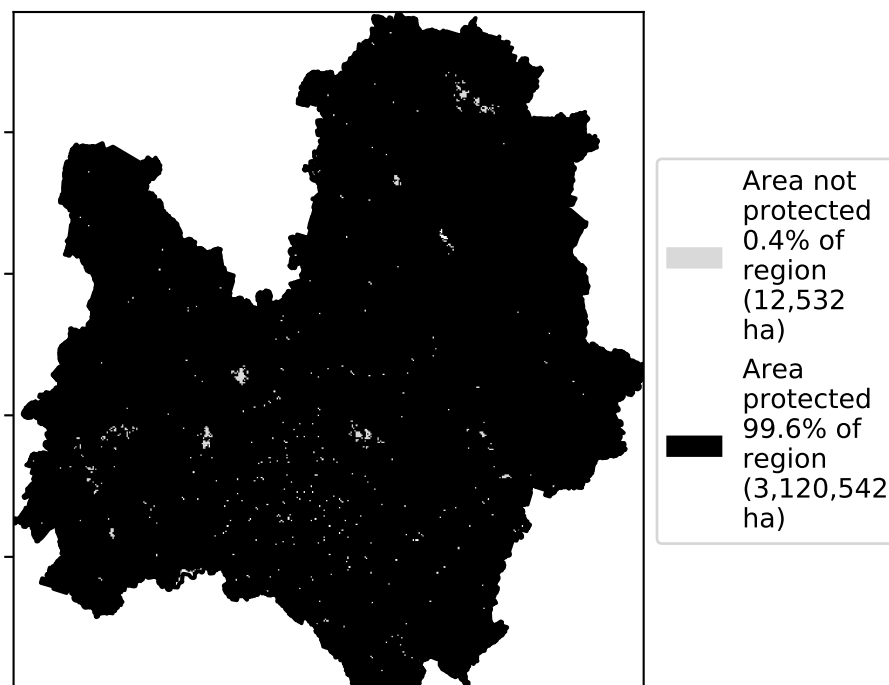 Area not
protected
0.4% of
region
(12,532
ha)
Area
protected
99.6% of
region
(3,120,542
ha)